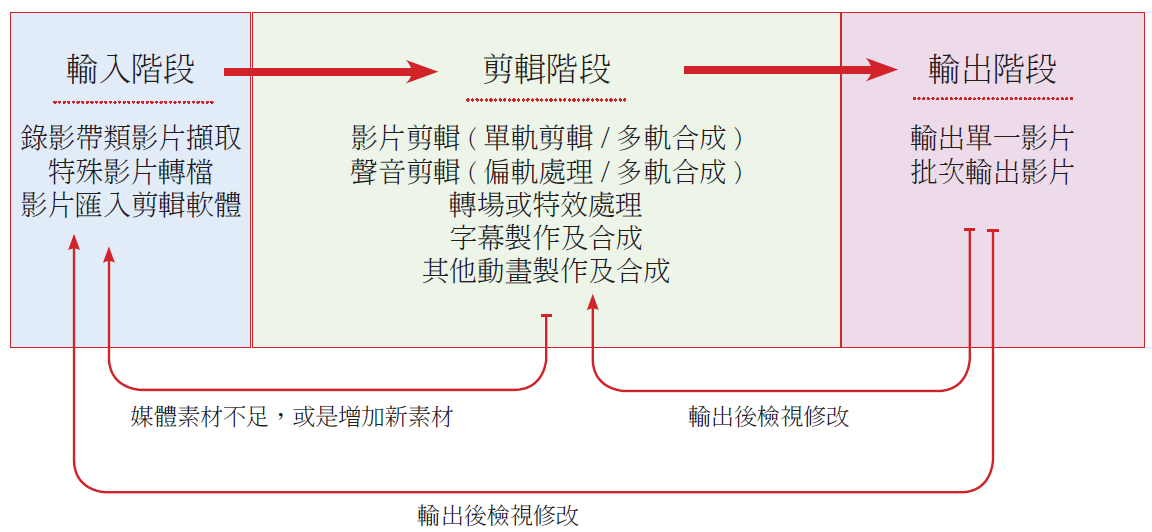 輸入階段
錄影帶類影片擷取
特殊影片轉檔
影片匯入剪輯軟體
剪輯階段
影片剪輯 ( 單軌剪輯 / 多軌合成 )
聲音剪輯 ( 偏軌處理 / 多軌合成 )
轉場或特效處理
字幕製作及合成
其他動畫製作及合成
輸出階段
輸出單一影片
批次輸出影片
媒體素材不足，或是增加新素材
輸出後檢視修改
輸出後檢視修改